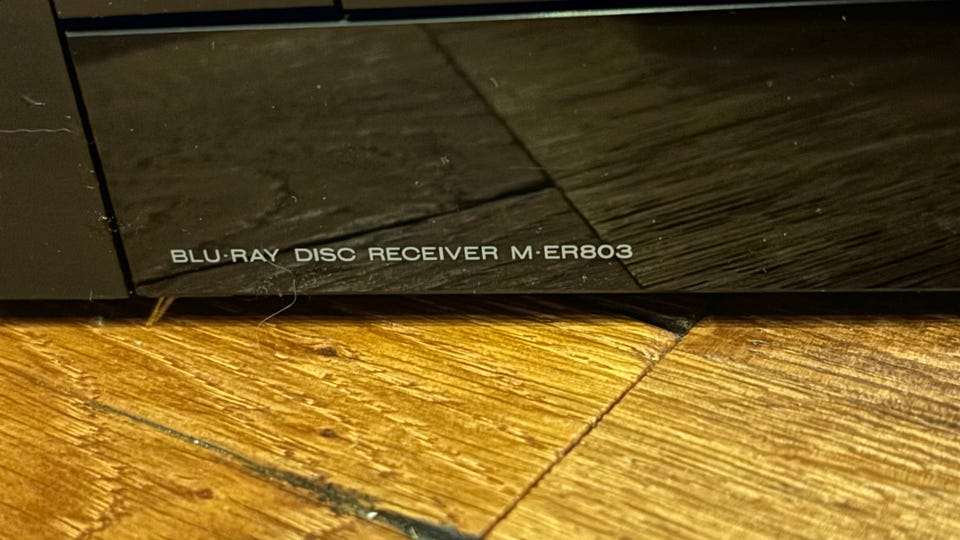 BLU·RAY DISC RECEIVER M·ER803